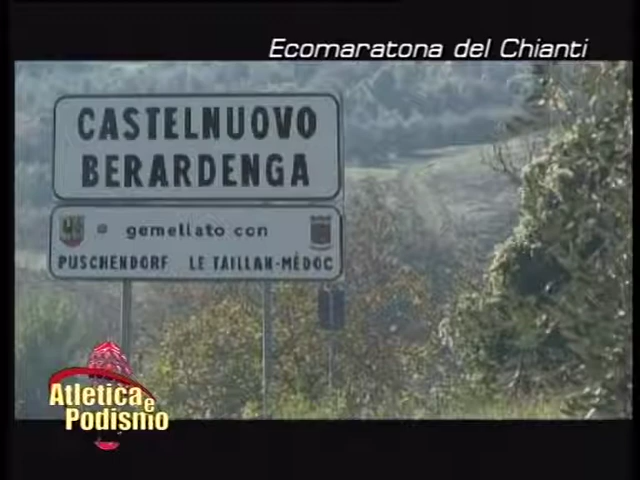 Ecomaratona del Chianti
CASTELNUOVO
BERARDENGA
gemellato con
PUSCHENDORF LE TAILLAN-MÉDOC
Atletica e
Podismo